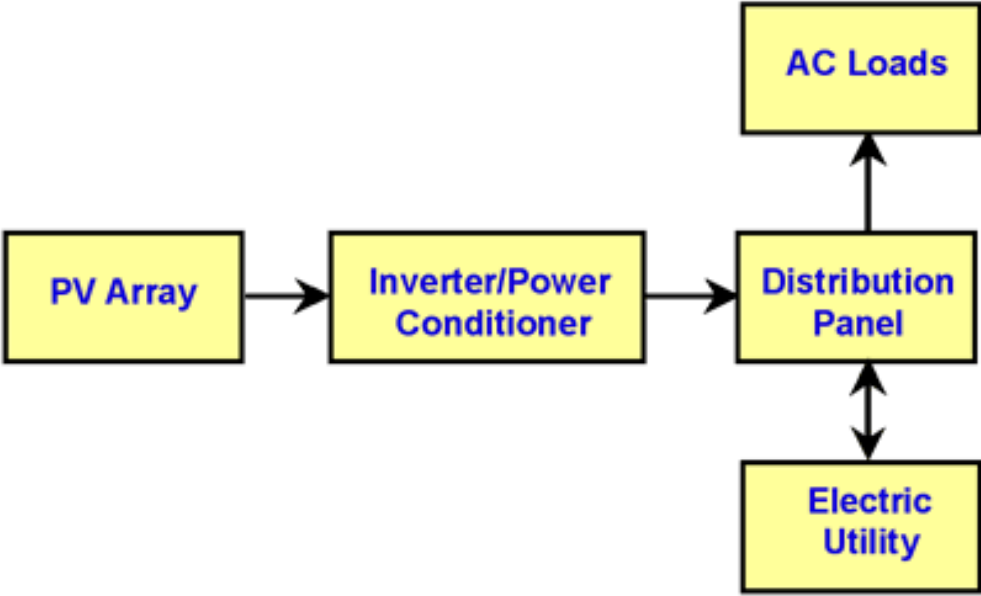 AC Loads
PV Array
Inverter/Power
Conditioner
Distribution
Panel
Electric
Utility